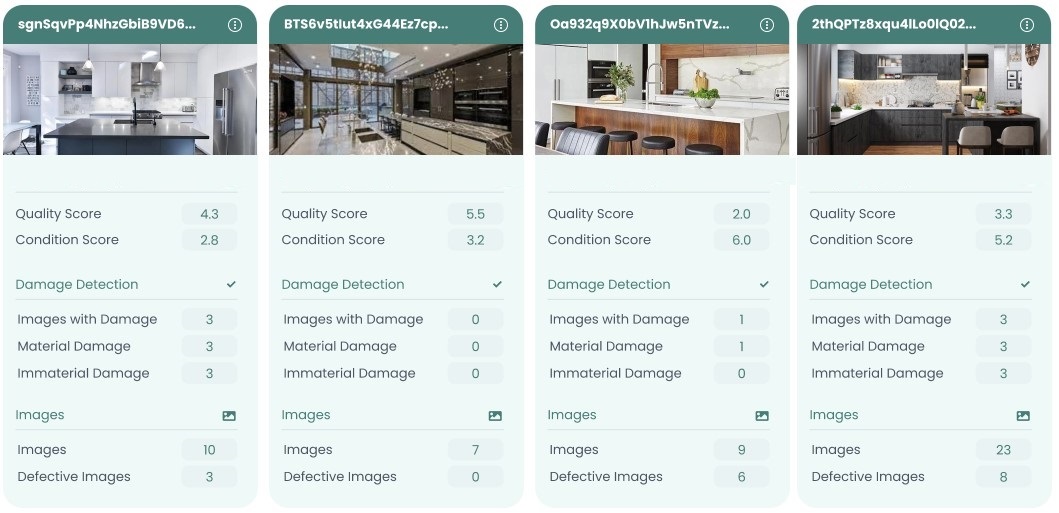 sgnSqvPp4NhzGbiB9VD6...
Quality Score 4.3
Condition Score 2.8
Damage Detection
Images with Damage 3
Material Damage 3
Immaterial Damage 3
Images
Images 10
Defective Images 3
BTS6v5tIut4xG44Ez7cp...
Quality Score 5.5
Condition Score 3.2
Damage Detection
Images with Damage 0
Material Damage 0
Immaterial Damage 0
Images
Images 7
Defective Images 0
Oa932q9X0bV1hJw5nTVz...
Quality Score 2.0
Condition Score 6.0
Damage Detection
Images with Damage 1
Material Damage 1
Immaterial Damage 0
Images
Images 9
Defective Images 6
2thQPTz8xqu4lLo0IQ02...
Quality Score 3.3
Condition Score 5.2
Damage Detection
Images with Damage 3
Material Damage 3
Immaterial Damage 3
Images
Images 23
Defective Images 8